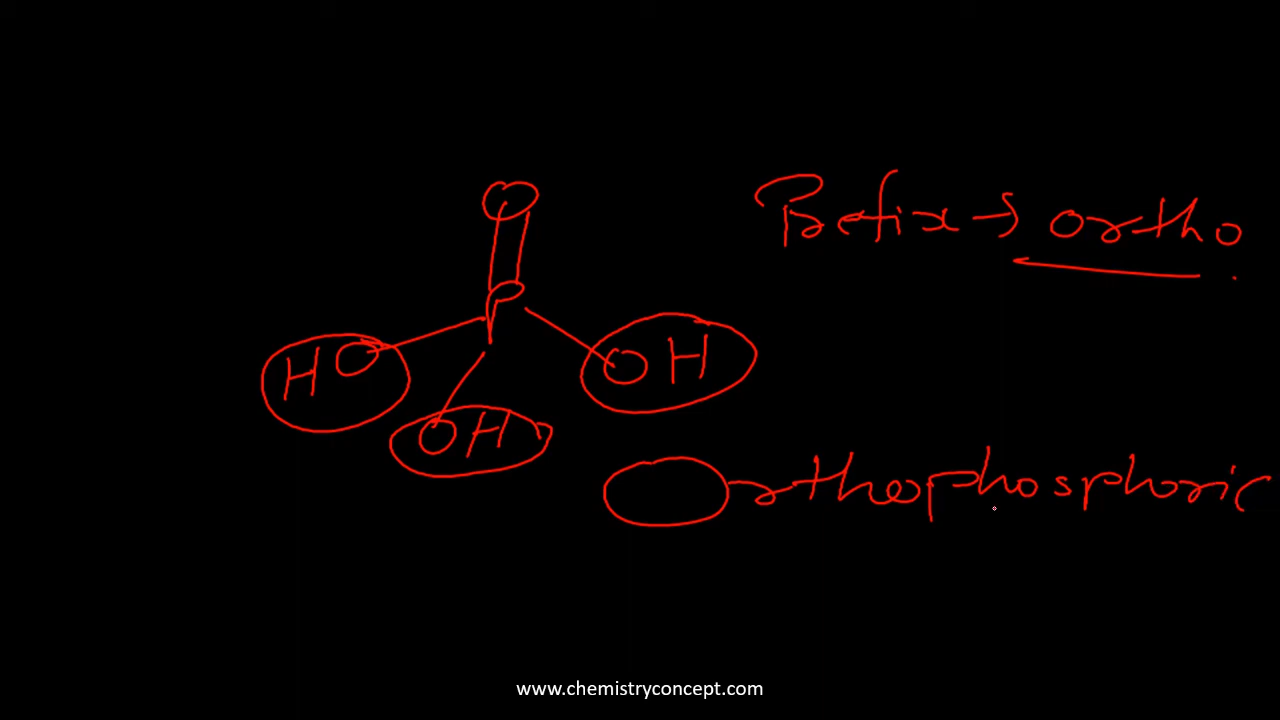 Prefix → ortho
O
P
HO
OH
OH
Orthophosphoric
www.chemistryconcept.com